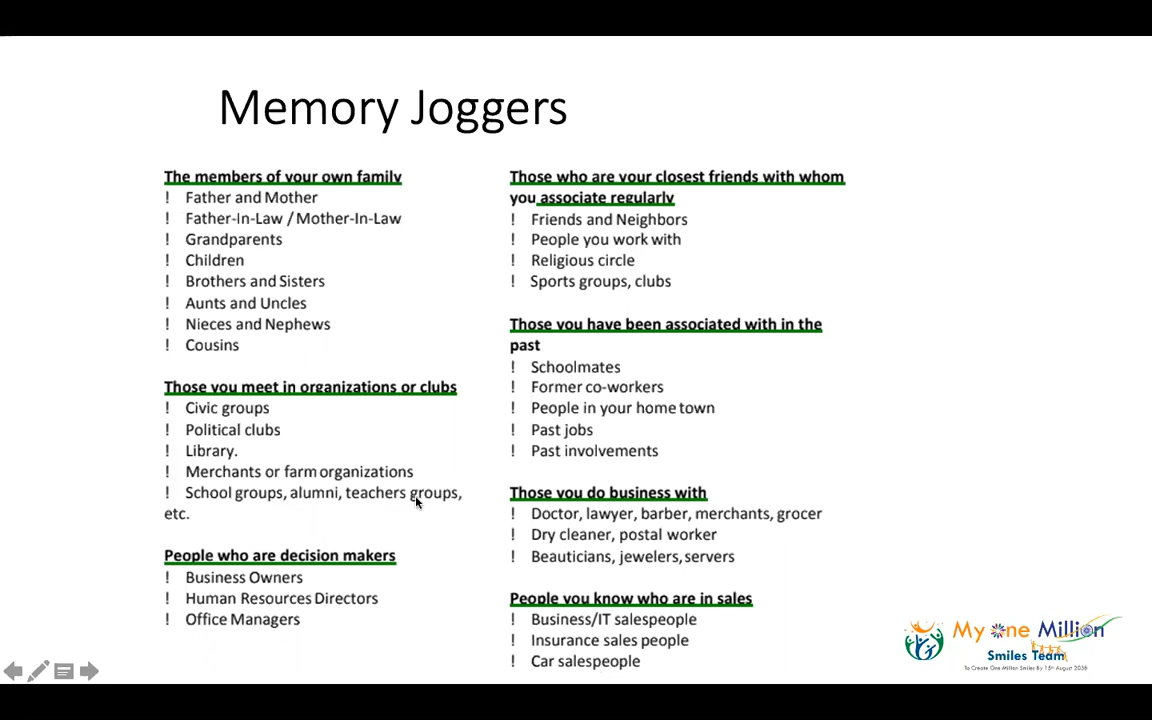 Memory Joggers
The members of your own family
! Father and Mother
! Father-In-Law / Mother-In-Law
! Grandparents
! Children
! Brothers and Sisters
! Aunts and Uncles
! Nieces and Nephews
! Cousins
Those you meet in organizations or clubs
! Civic groups
! Political clubs
! Library.
! Merchants or farm organizations
! School groups, alumni, teachers groups,
etc.
People who are decision makers
! Business Owners
! Human Resources Directors
! Office Managers
Those who are your closest friends with whom
you associate regularly
! Friends and Neighbors
! People you work with
! Religious circle
! Sports groups, clubs
Those you have been associated with in the
past
! Schoolmates
! Former co-workers
! People in your home town
! Past jobs
! Past involvements
Those you do business with
! Doctor, lawyer, barber, merchants, grocer
! Dry cleaner, postal worker
! Beauticians, jewelers, servers
People you know who are in sales
! Business/IT salespeople
! Insurance sales people
! Car salespeople
My one Million
Smiles Team
To Create One Million Smiles By 15th August 2038